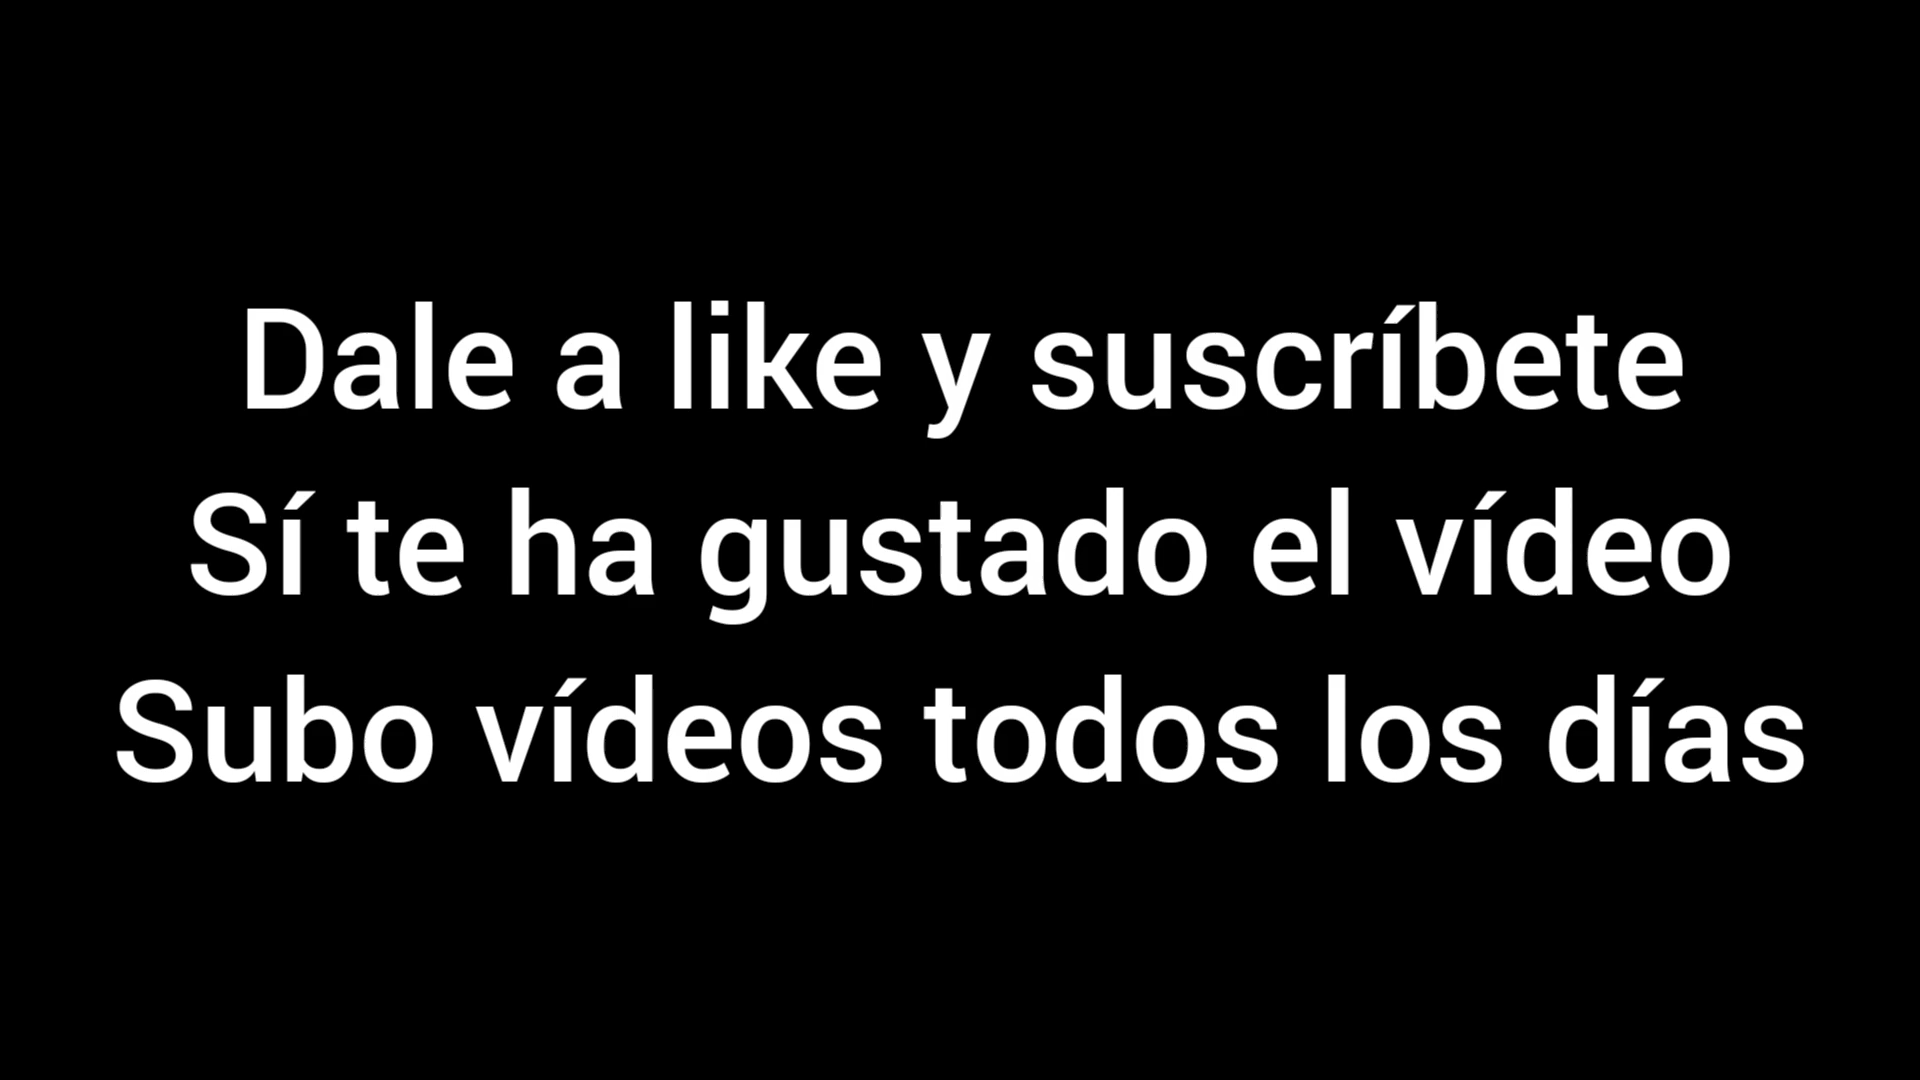 Dale a like y suscríbete
Sí te ha gustado el vídeo
Subo vídeos todos los días